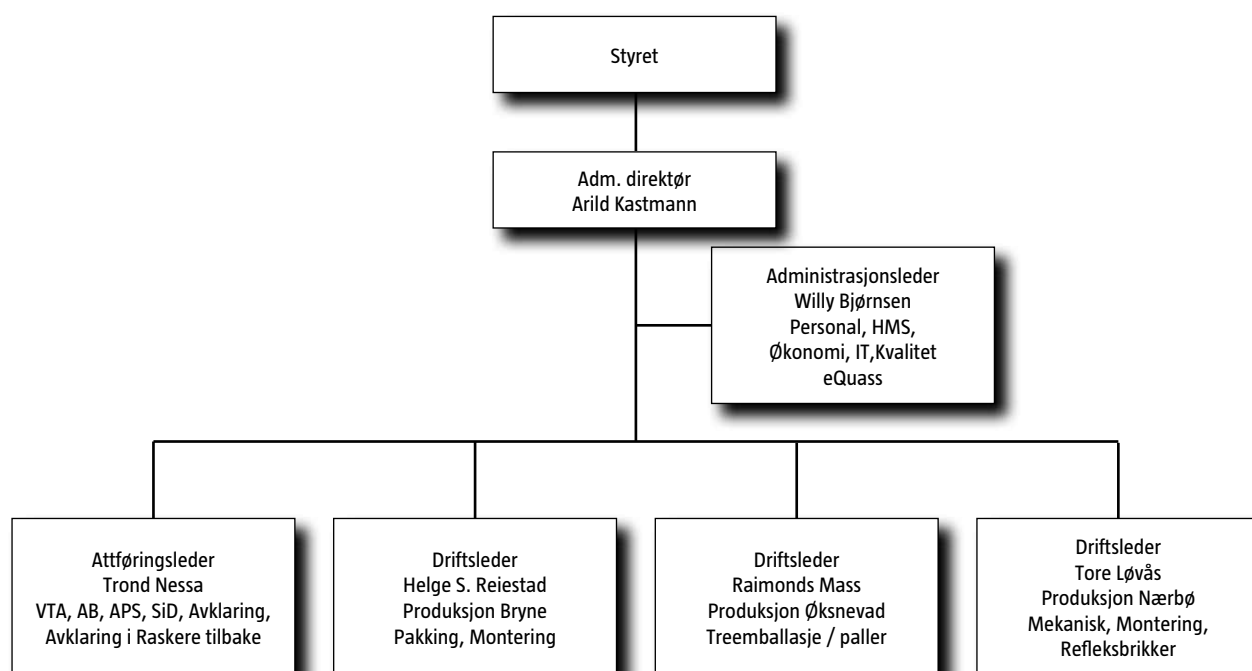 Styret
Adm. direktør
Arild Kastmann
Administrasjonsleder
Willy Bjørnsen
Personal, HMS,
Økonomi, IT,Kvalitet
eQuass
Attføringsleder
Trond Nessa
VTA, AB, APS, SiD, Avklaring,
Avklaring i Raskere tilbake
Driftsleder
Helge S. Reiestad
Produksjon Bryne
Pakking, Montering
Driftsleder
Raimonds Mass
Produksjon Øksnevad
Treemballasje / paller
Driftsleder
Tore Løvås
Produksjon Nærbø
Mekanisk, Montering,
Refleksbrikker